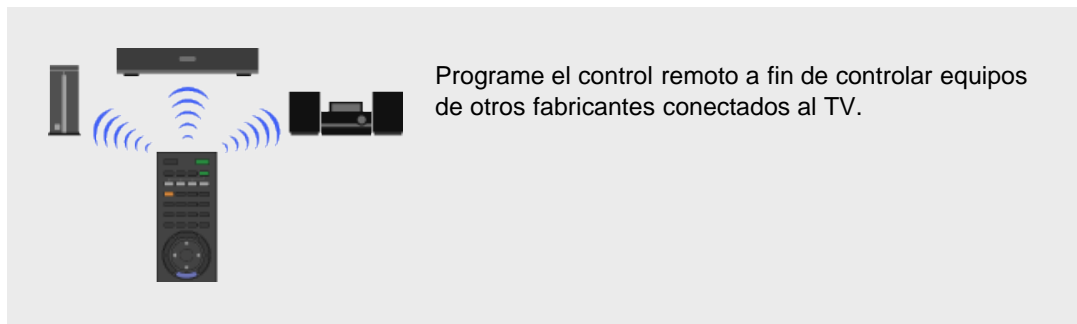 Programe el control remoto a fin de controlar equipos
de otros fabricantes conectados al TV.